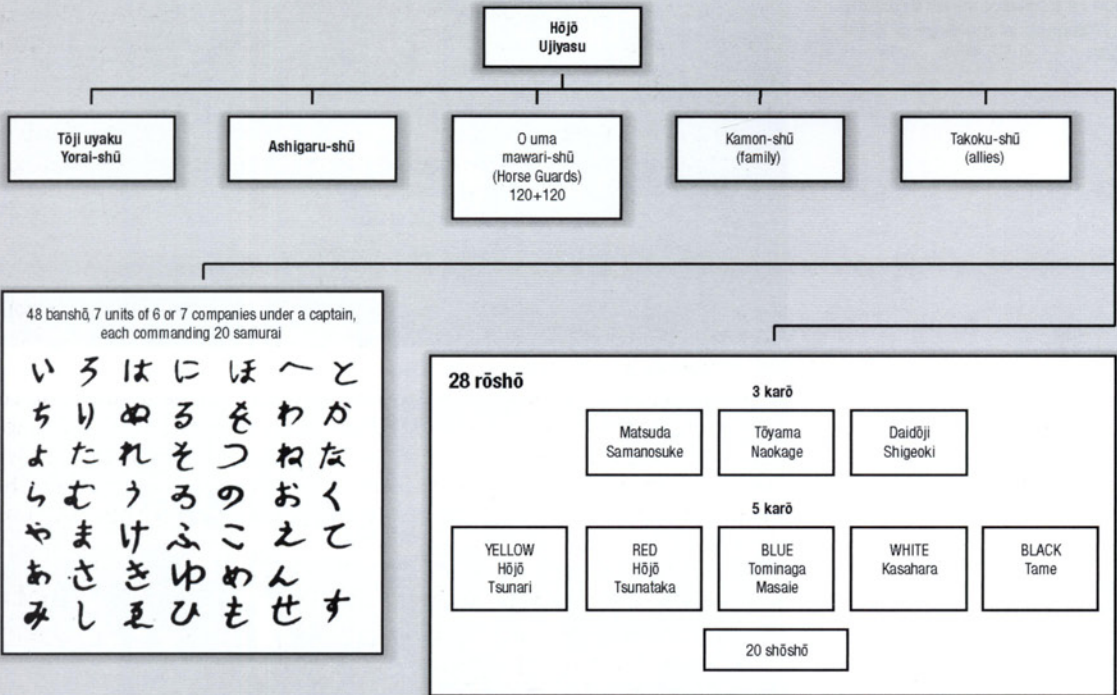 Hōjō
Ujiyasu
Tōji uyaku
Yorai-shū
Ashigaru-shū
O uma
mawari-shū
(Horse Guards)
120+120
Kamon-shū
(family)
Takoku-shū
(allies)
48 banshō, 7 units of 6 or 7 companies under a captain,
each commanding 20 samurai
い ろ は に ほ へ と
ち り ぬ る を わ か
よ た れ そ つ ね な
ら む う ゐ の お く
や ま け ふ こ え て
あ さ き ゆ め ん
み し ゑ ひ も せ す
28 rōshō
3 karō
Matsuda
Samanosuke
Tōyama
Naokage
Daidōji
Shigeoki
5 karō
YELLOW
Hōjō
Tsunari
RED
Hōjō
Tsunataka
BLUE
Tominaga
Masaie
WHITE
Kasahara
BLACK
Tame
20 shōshō